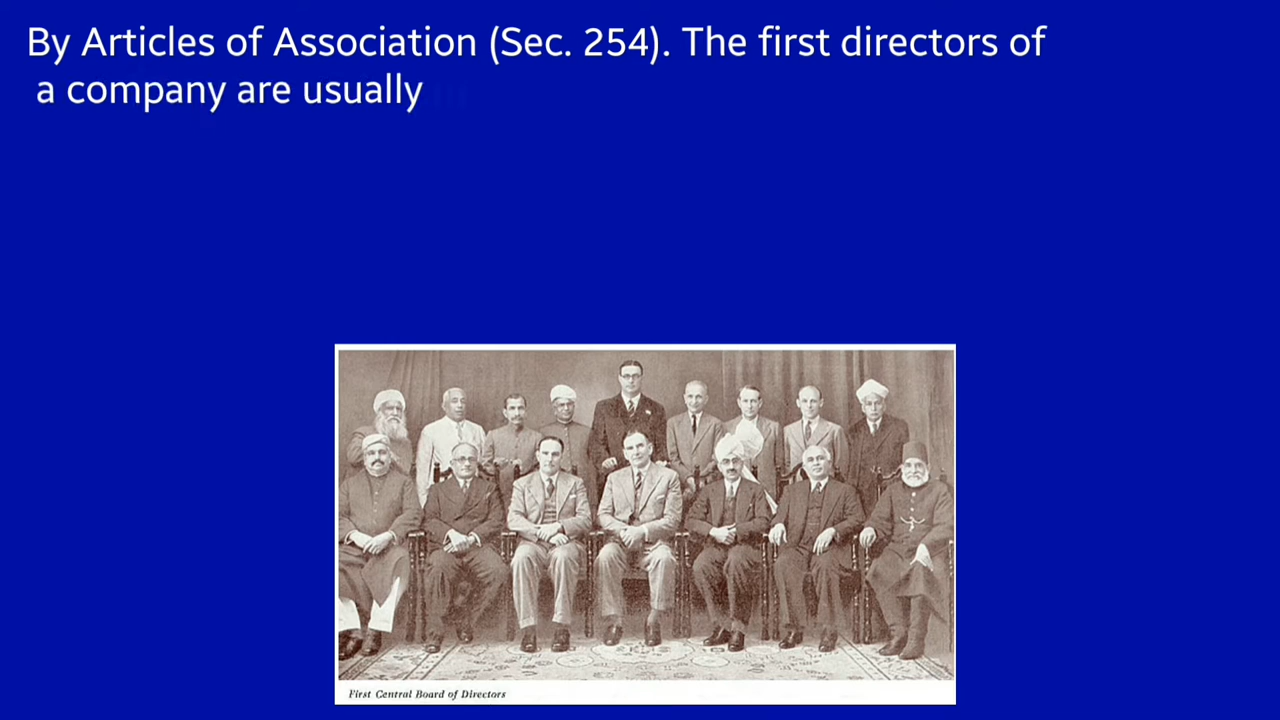 By Articles of Association (Sec. 254). The first directors of
a company are usually
First Central Board of Directors